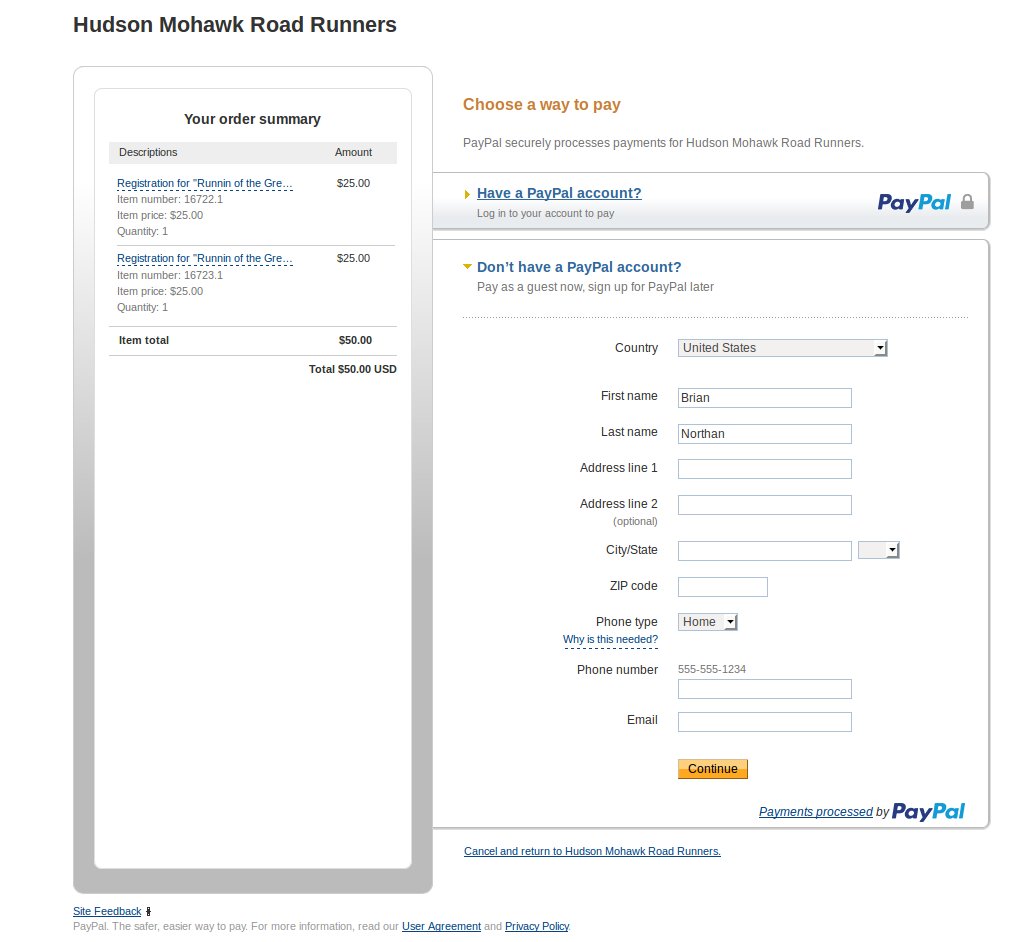 Hudson Mohawk Road Runners
Your order summary
Descriptions Amount
Registration for "Runnin of the Gre... $25.00
Item number: 16722.1
Item price: $25.00
Quantity: 1
Registration for "Runnin of the Gre... $25.00
Item number: 16723.1
Item price: $25.00
Quantity: 1
Item total $50.00
Total $50.00 USD
Choose a way to pay
PayPal securely processes payments for Hudson Mohawk Road Runners.
Have a PayPal account?
Log in to your account to pay
PayPal
Don’t have a PayPal account?
Pay as a guest now, sign up for PayPal later
Country United States
First name Brian
Last name Northan
Address line 1
Address line 2
(optional)
City/State
ZIP code
Phone type Home
Why is this needed?
Phone number 555-555-1234
Email
Continue
Payments processed by PayPal
Cancel and return to Hudson Mohawk Road Runners.
Site Feedback
PayPal. The safer, easier way to pay. For more information, read our User Agreement and Privacy Policy.